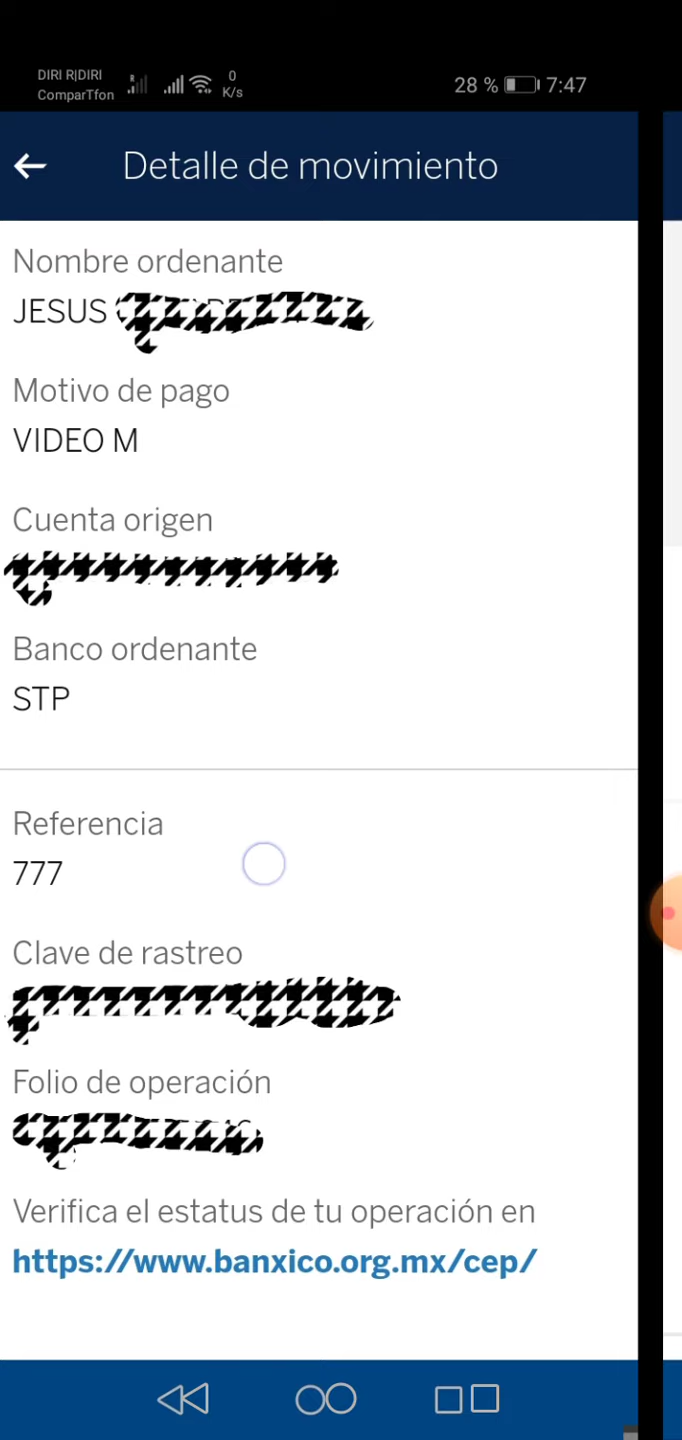 DIRI R|DIRI
ComparTfon
R
0
K/s
28 %
7:47
Detalle de movimiento
Nombre ordenante
JESUS
Motivo de pago
VIDEO M
Cuenta origen
Banco ordenante
STP
Referencia
777
Clave de rastreo
Folio de operación
Verifica el estatus de tu operación en
https://www.banxico.org.mx/cep/